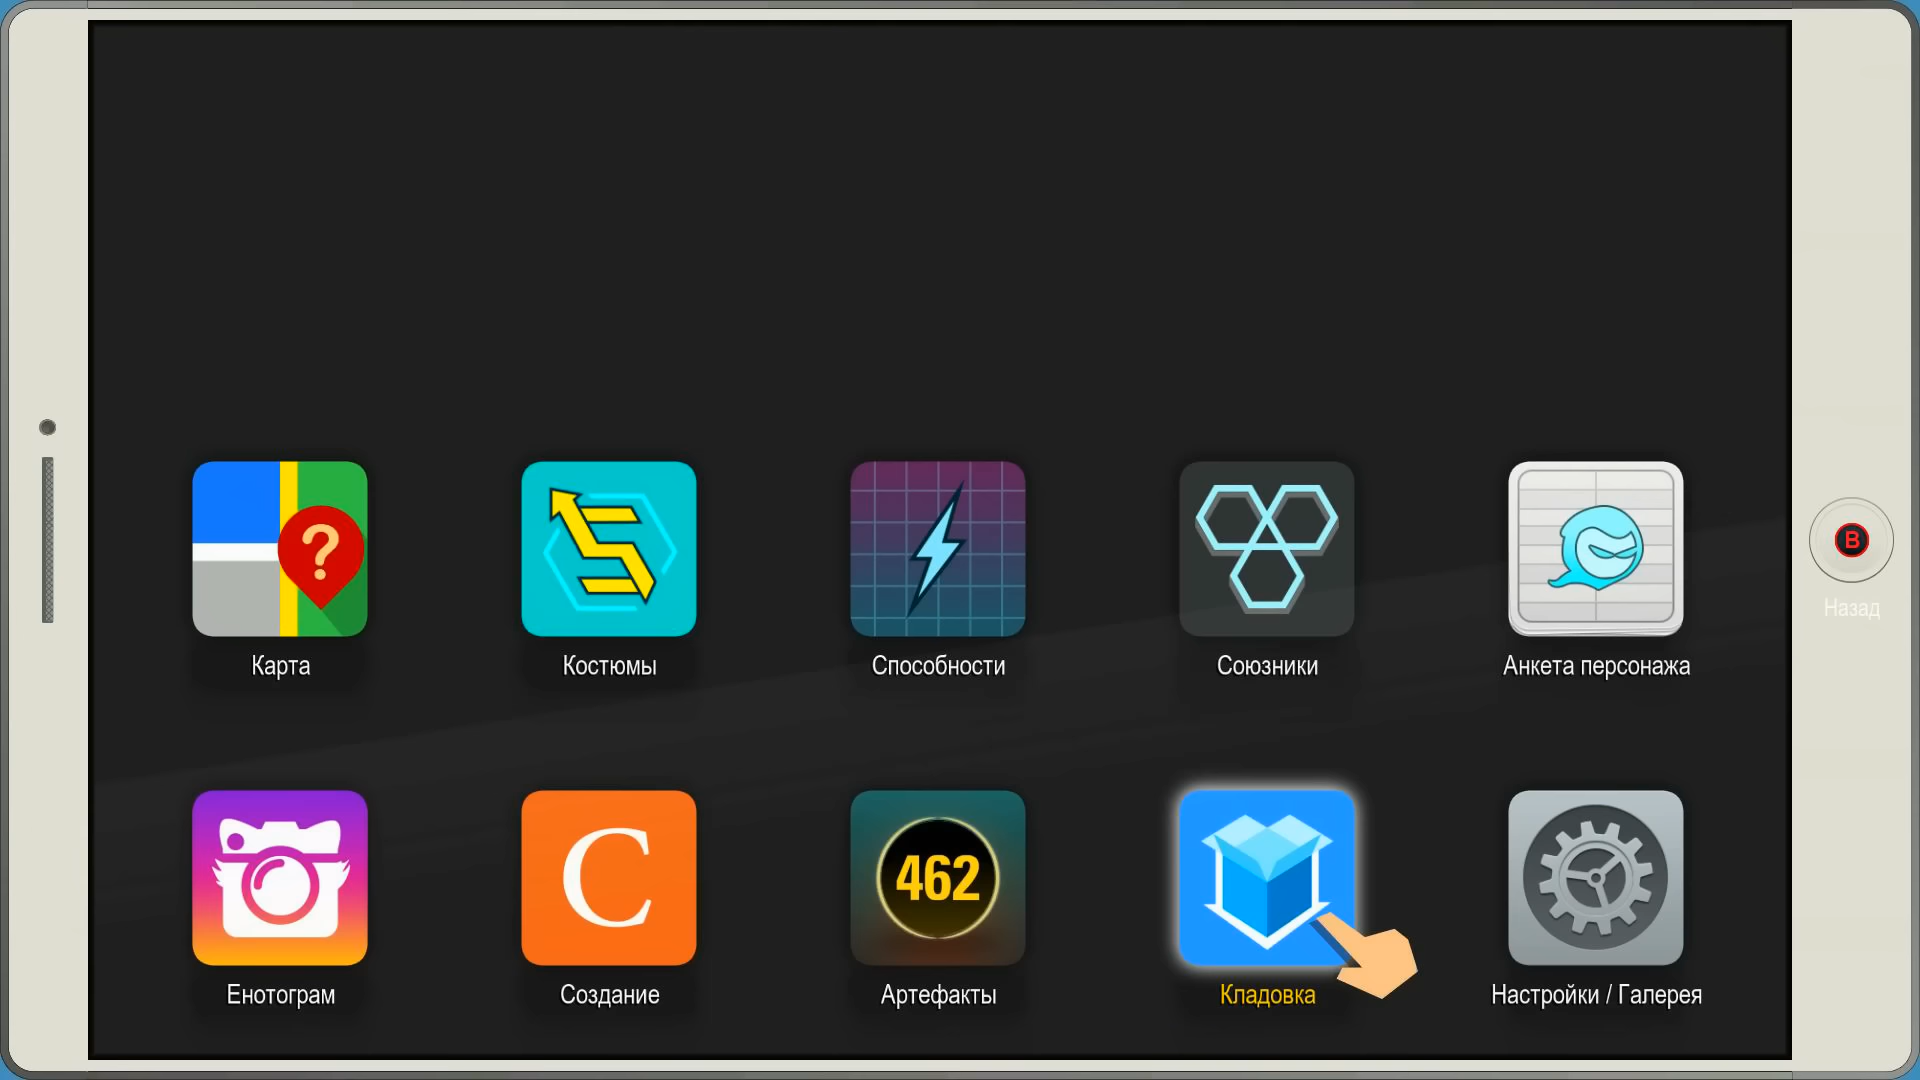 ?
Карта
Костюмы
Способности
Союзники
Анкета персонажа
B
Назад
C
462
Енотограм
Создание
Артефакты
Кладовка
Настройки / Галерея